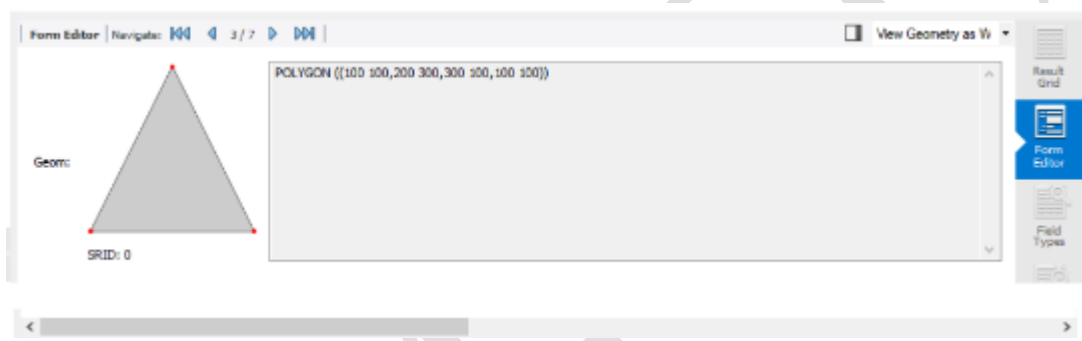 Form Editor Navigate: 3 / 7 View Geometry as W
POLYGON ((100 100,200 300,300 100,100 100))
Result
Grid
Form
Editor
Geom:
Field
Types
SRID: 0